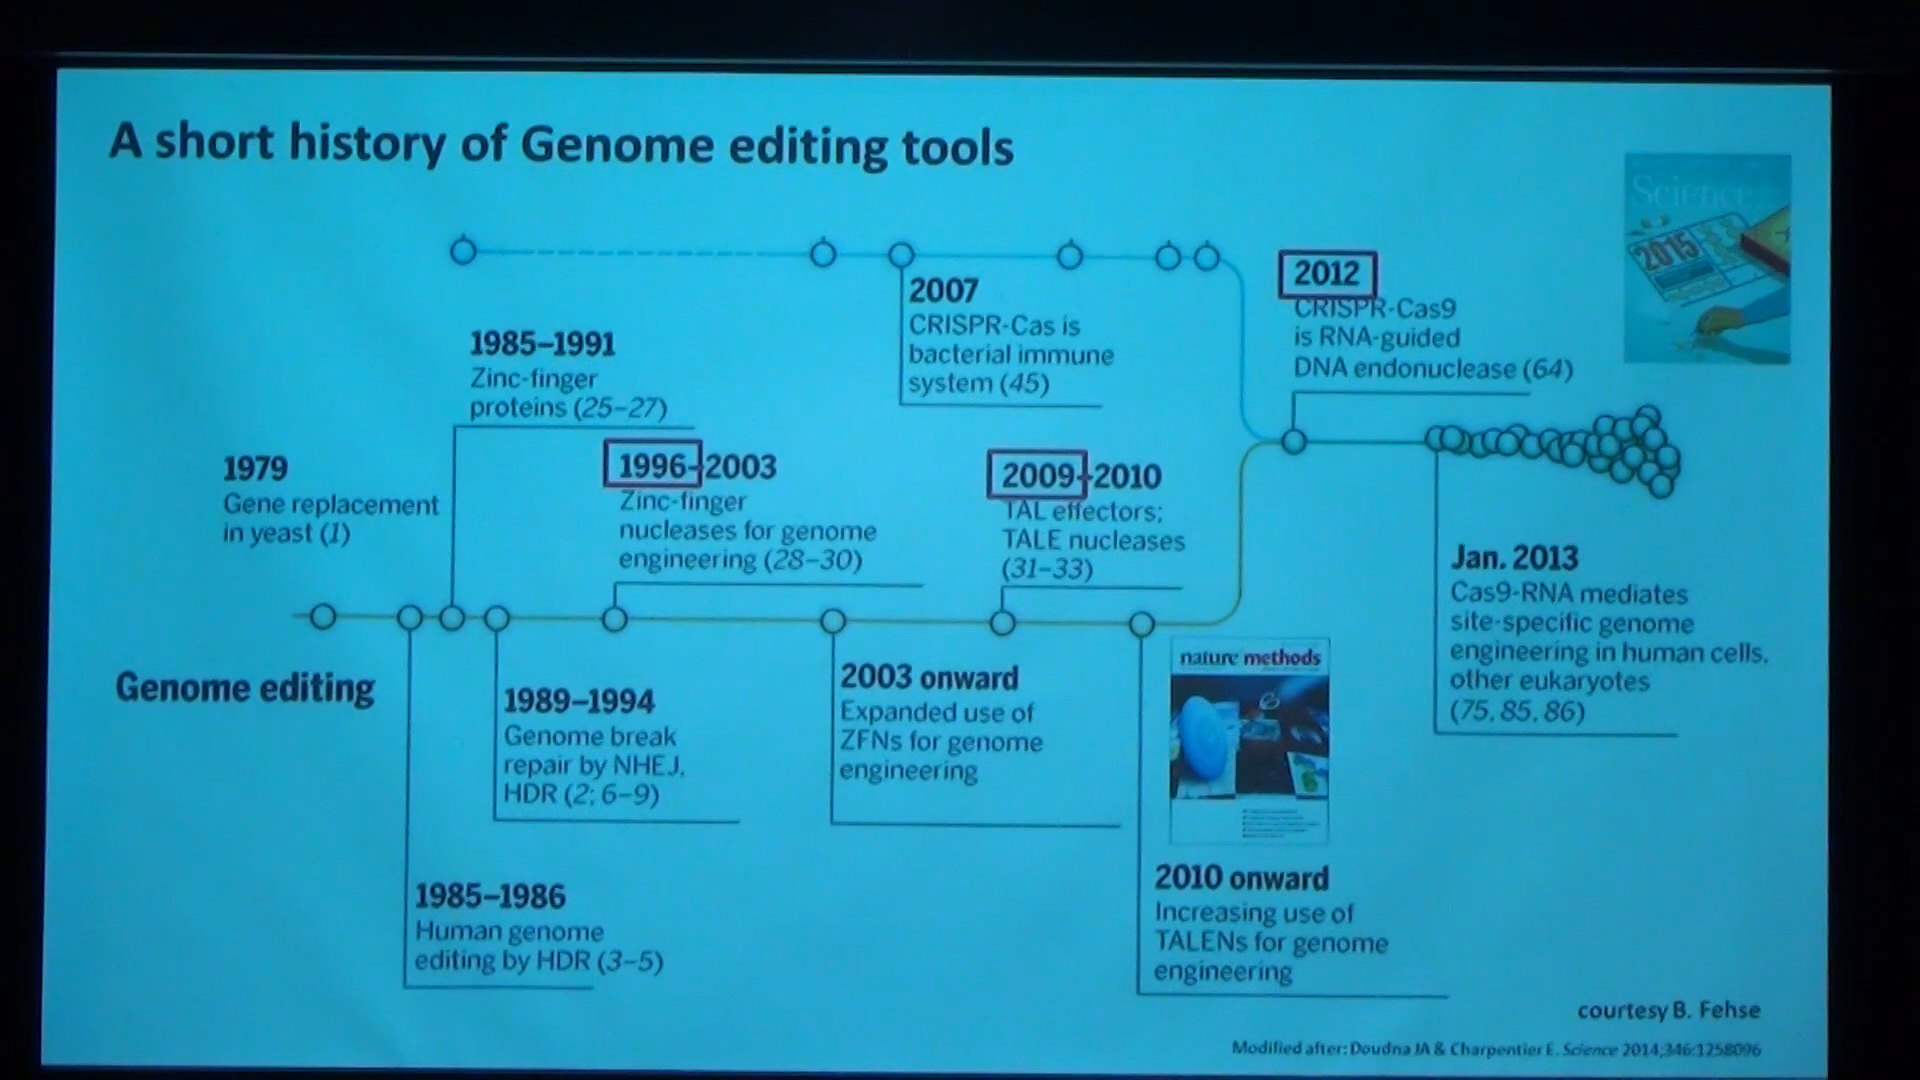 A short history of Genome editing tools
Science
2015
2007
CRISPR-Cas is
bacterial immune
system (45)
2012
CRISPR-Cas9
is RNA-guided
DNA endonuclease (64)
1985–1991
Zinc-finger
proteins (25–27)
1979
Gene replacement
in yeast (1)
1996-2003
Zinc-finger
nucleases for genome
engineering (28–30)
2009-2010
TAL effectors;
TALE nucleases
(31–33)
Jan. 2013
Cas9-RNA mediates
site-specific genome
engineering in human cells,
other eukaryotes
(75, 85, 86)
Genome editing
1989–1994
Genome break
repair by NHEJ,
HDR (2; 6–9)
2003 onward
Expanded use of
ZFNs for genome
engineering
nature methods
1985–1986
Human genome
editing by HDR (3–5)
2010 onward
Increasing use of
TALENs for genome
engineering
courtesy B. Fehse
Modified after: Doudna JA & Charpentier E. Science 2014;346:1258096